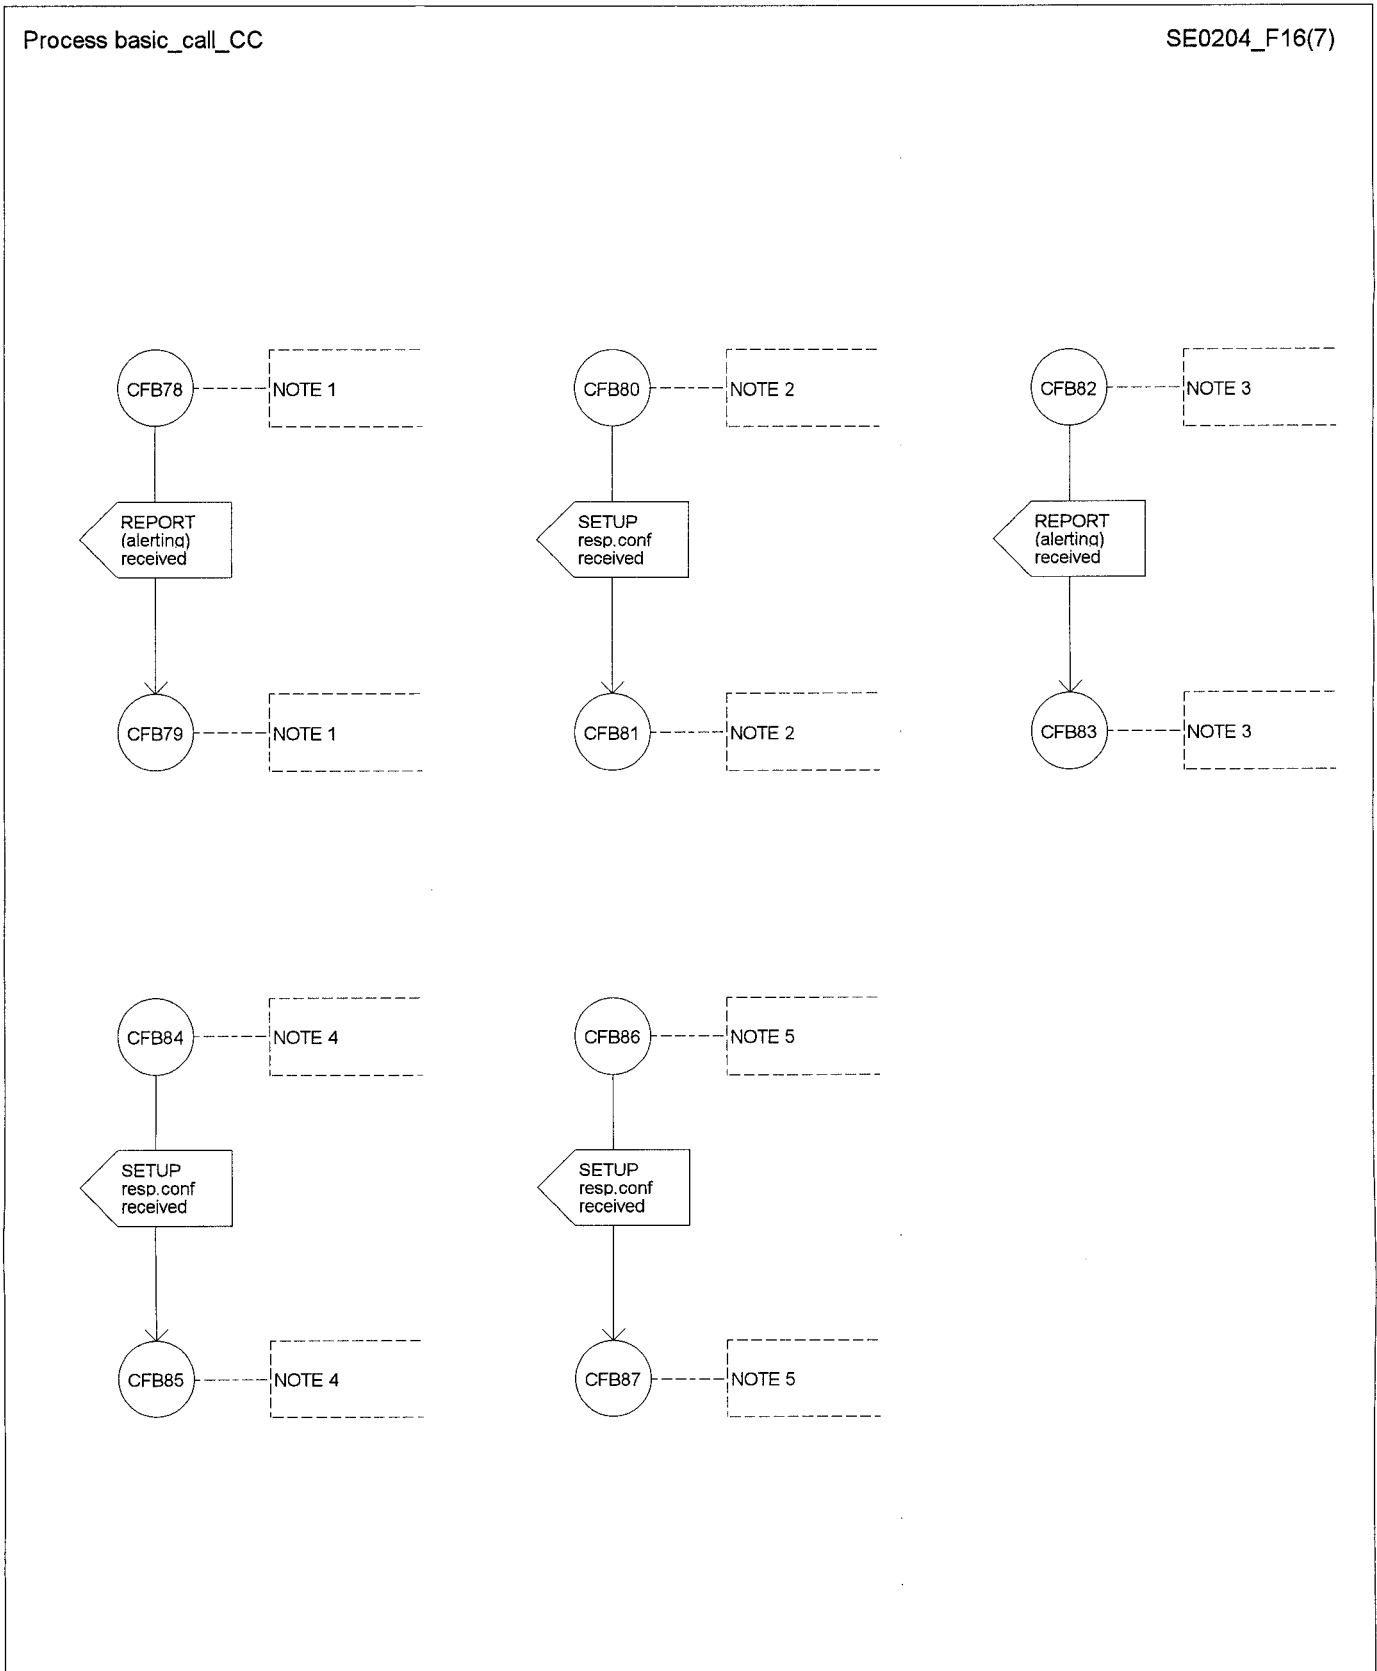 Process basic_call_CC
SE0204_F16(7)
CFB78
NOTE 1
CFB80
NOTE 2
CFB82
NOTE 3
REPORT
(alerting)
received
SETUP
resp.conf
received
REPORT
(alerting)
received
CFB79
NOTE 1
CFB81
NOTE 2
CFB83
NOTE 3
CFB84
NOTE 4
CFB86
NOTE 5
SETUP
resp.conf
received
SETUP
resp.conf
received
CFB85
NOTE 4
CFB87
NOTE 5